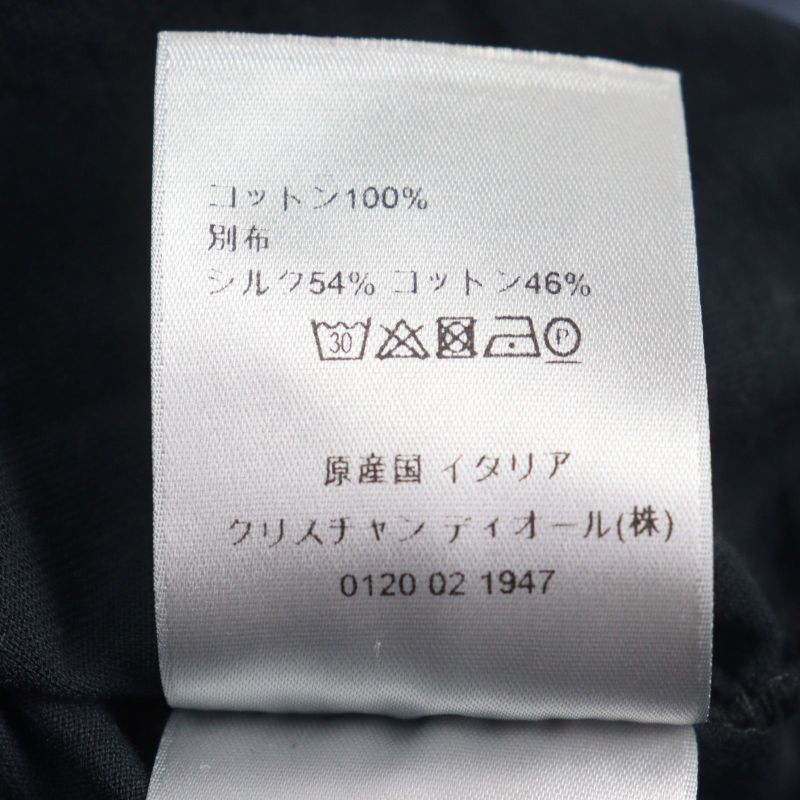 コットン100%
別布
シルク54% コットン46%
30 P
原産国 イタリア
クリスチャン ディオール(株)
0120 02 1947